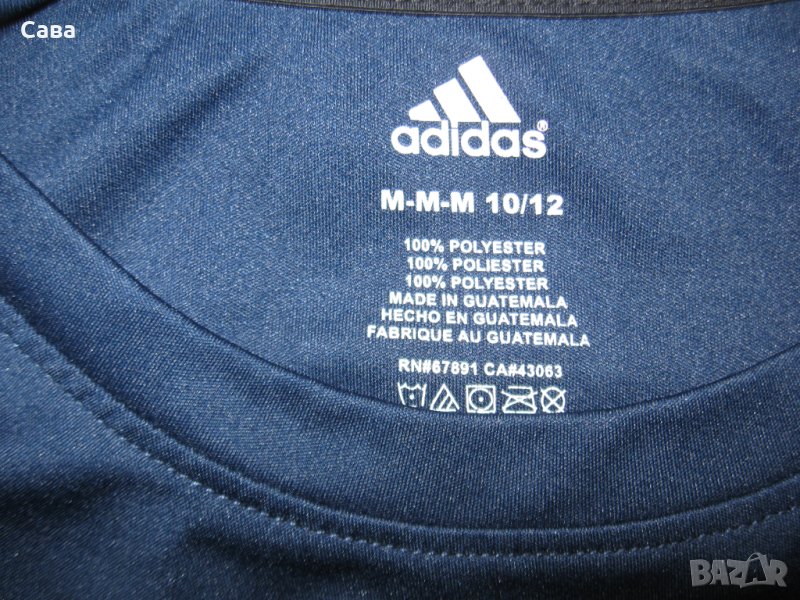 Сава
adidas®
M-M-M 10/12
100% POLYESTER
100% POLIESTER
100% POLYESTER
MADE IN GUATEMALA
HECHO EN GUATEMALA
FABRIQUE AU GUATEMALA
RN#67891 CA#43063
BAZAR